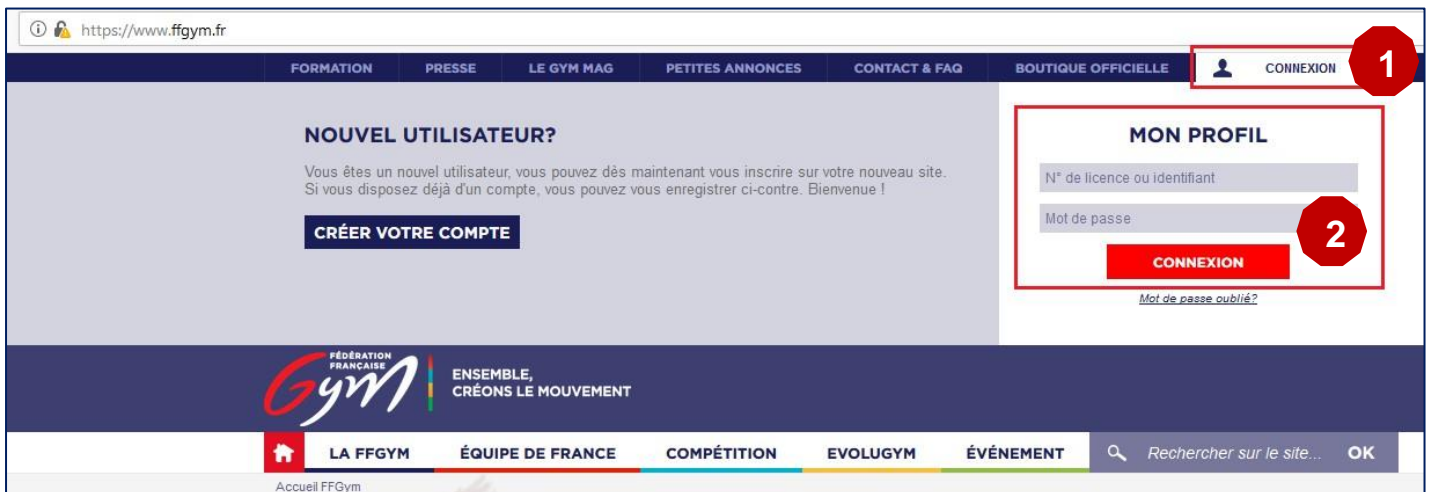 https://www.ffgym.fr
FORMATION PRESSE LE GYM MAG PETITES ANNONCES CONTACT & FAQ BOUTIQUE OFFICIELLE CONNEXION 1
NOUVEL UTILISATEUR?
Vous êtes un nouvel utilisateur, vous pouvez dès maintenant vous inscrire sur votre nouveau site.
Si vous disposez déjà d'un compte, vous pouvez vous enregistrer ci-contre. Bienvenue !
CRÉER VOTRE COMPTE
MON PROFIL
N° de licence ou identifiant
Mot de passe
2
CONNEXION
Mot de passe oublié?
FÉDÉRATION
FRANÇAISE
Gym
ENSEMBLE,
CRÉONS LE MOUVEMENT
LA FFGYM ÉQUIPE DE FRANCE COMPÉTITION EVOLUGYM ÉVÉNEMENT Rechercher sur le site... OK
Accueil FFGym